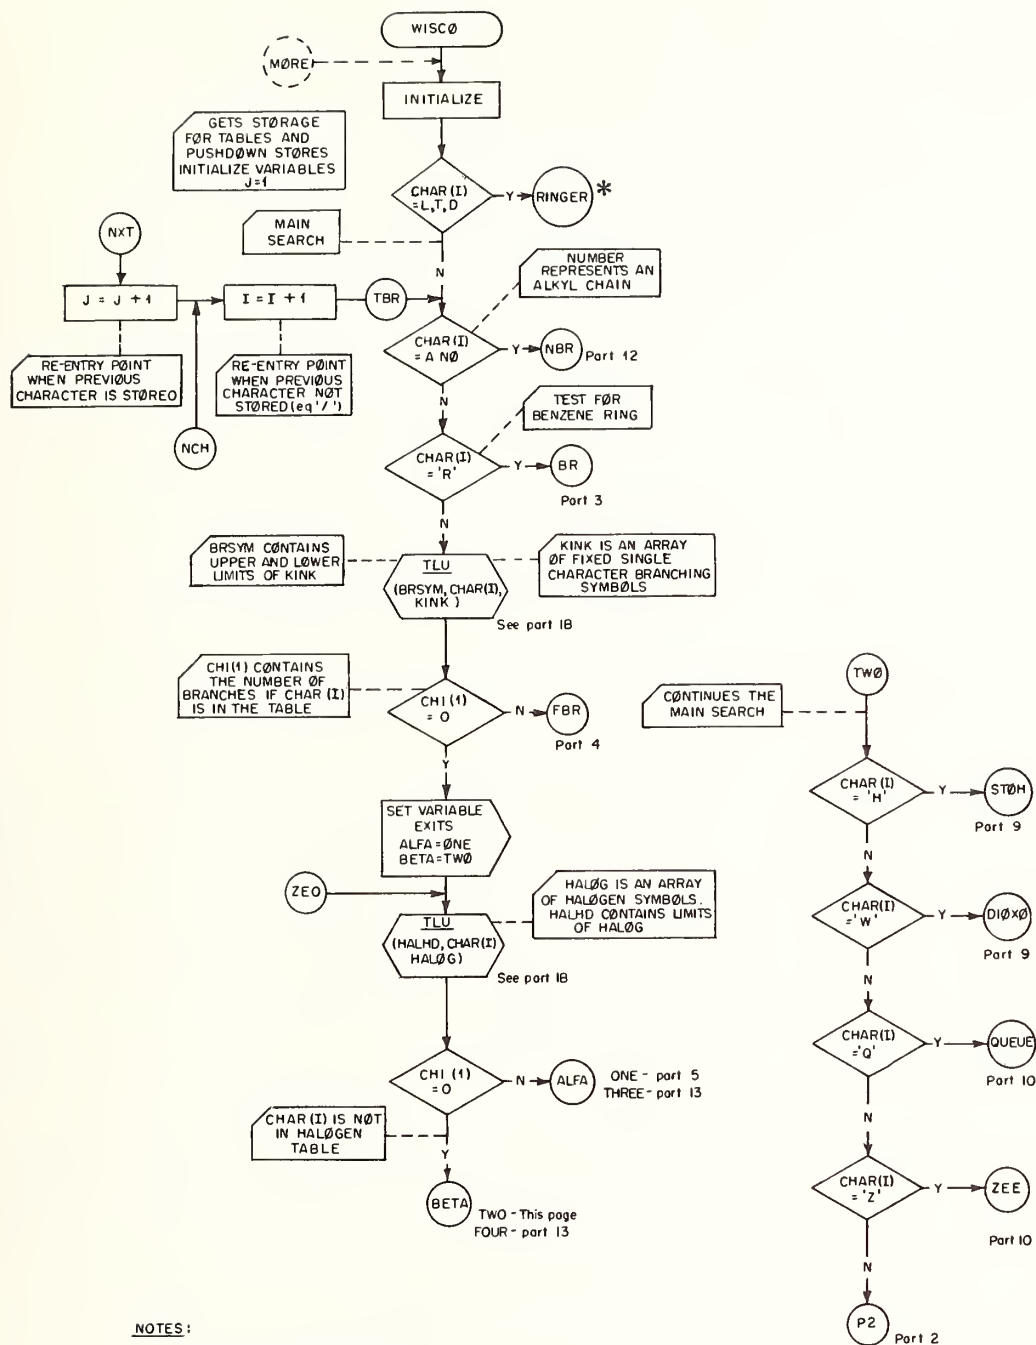 WISCØ
MØRE
INITIALIZE
GETS STØRAGE
FØR TABLES AND
PUSHDØWN STØRES
INITIALIZE VARIABLES
J=1
CHAR(I)
=L,T,D
Y
RINGER
*
NXT
MAIN
SEARCH
N
NUMBER
REPRESENTS AN
ALKYL CHAIN
J = J + 1
I = I + 1
TBR
CHAR(I)
= A NØ
Y
NBR
Part 12
RE-ENTRY PØINT
WHEN PREVIØUS
CHARACTER IS STØREO
RE-ENTRY PØINT
WHEN PREVIØUS
CHARACTER NØT
STØRED(eq'/')
N
TEST FØR
BENZENE RING
NCH
CHAR(I)
='R'
Y
BR
Part 3
N
BRSYM CØNTAINS
UPPER AND LØWER
LIMITS OF KINK
TLU
(BRSYM, CHAR(I),
KINK)
KINK IS AN ARRAY
ØF FIXED SINGLE
CHARACTER BRANCHING
SYMBØLS
See part 18
CHI(1) CØNTAINS
THE NUMBER ØF
BRANCHES IF CHAR (I)
IS IN THE TABLE
CHI(1)
= 0
N
FBR
Part 4
Y
SET VARIABLE
EXITS
ALFA=ØNE
BETA=TWØ
ZEO
TLU
(HALHD, CHAR(I)
HALØG)
HALØG IS AN ARRAY
ØF HALØGEN SYMBØLS.
HALHD CØNTAINS LIMITS
OF HALØG
See part 18
CHI (1)
= 0
N
ALFA
ONE - part 5
THREE - part 13
CHAR(I) IS NØT
IN HALØGEN
TABLE
Y
BETA
TWO - This page
FOUR - part 13
TWØ
CØNTINUES THE
MAIN SEARCH
CHAR(I)
= 'H'
Y
STØH
Part 9
N
CHAR(I)
='W'
Y
DIØXØ
Part 9
N
CHAR(I)
='Q'
Y
QUEUE
Part 10
N
CHAR(I)
='Z'
Y
ZEE
Part 10
N
P2
Part 2
NOTES: